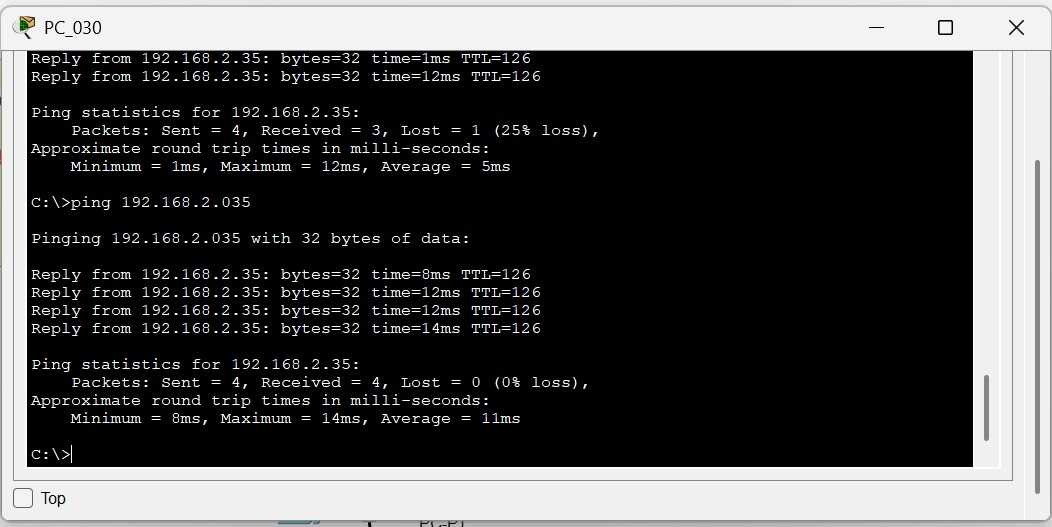 PC_030
Reply from 192.168.2.35: bytes=32 time=1ms TTL=126
Reply from 192.168.2.35: bytes=32 time=12ms TTL=126
Ping statistics for 192.168.2.35:
Packets: Sent = 4, Received = 3, Lost = 1 (25% loss),
Approximate round trip times in milli-seconds:
Minimum = 1ms, Maximum = 12ms, Average = 5ms
C:\>ping 192.168.2.035
Pinging 192.168.2.035 with 32 bytes of data:
Reply from 192.168.2.35: bytes=32 time=8ms TTL=126
Reply from 192.168.2.35: bytes=32 time=12ms TTL=126
Reply from 192.168.2.35: bytes=32 time=12ms TTL=126
Reply from 192.168.2.35: bytes=32 time=14ms TTL=126
Ping statistics for 192.168.2.35:
Packets: Sent = 4, Received = 4, Lost = 0 (0% loss),
Approximate round trip times in milli-seconds:
Minimum = 8ms, Maximum = 14ms, Average = 11ms
C:\>
Top
PC-PT